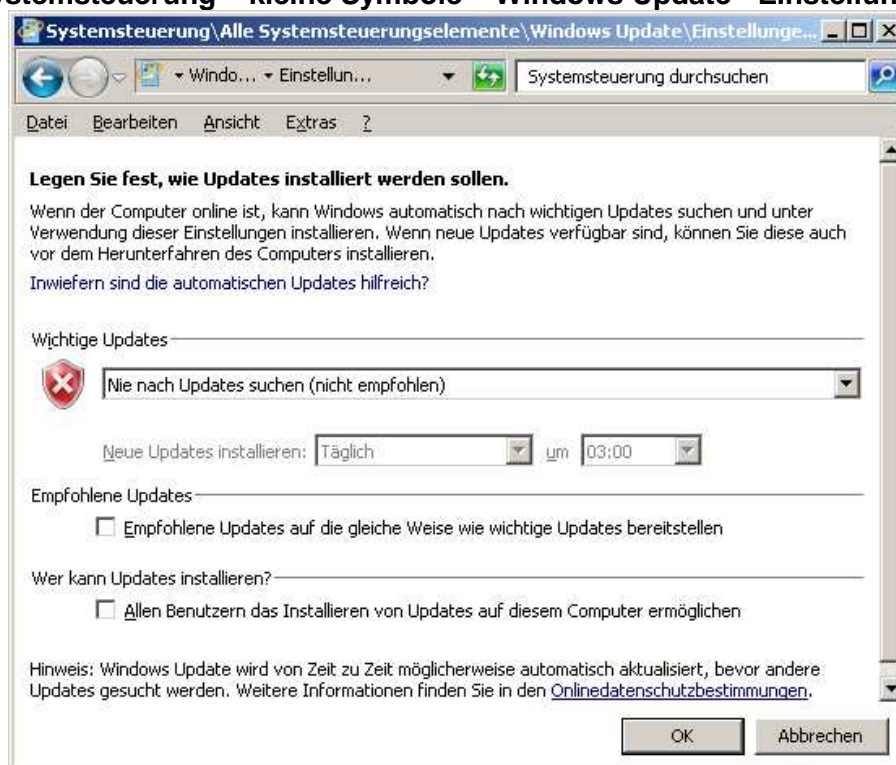 stemsteuerung – kleine Symbole – Windows Update - Einstellun
Systemsteuerung\Alle Systemsteuerungselemente\Windows Update\Einstellunge...
Windo... Einstellun...
Systemsteuerung durchsuchen
Datei Bearbeiten Ansicht Extras ?
Legen Sie fest, wie Updates installiert werden sollen.
Wenn der Computer online ist, kann Windows automatisch nach wichtigen Updates suchen und unter
Verwendung dieser Einstellungen installieren. Wenn neue Updates verfügbar sind, können Sie diese auch
vor dem Herunterfahren des Computers installieren.
Inwiefern sind die automatischen Updates hilfreich?
Wichtige Updates
Nie nach Updates suchen (nicht empfohlen)
Neue Updates installieren: Täglich um 03:00
Empfohlene Updates
Empfohlene Updates auf die gleiche Weise wie wichtige Updates bereitstellen
Wer kann Updates installieren?
Allen Benutzern das Installieren von Updates auf diesem Computer ermöglichen
Hinweis: Windows Update wird von Zeit zu Zeit möglicherweise automatisch aktualisiert, bevor andere
Updates gesucht werden. Weitere Informationen finden Sie in den Onlinedatenschutzbestimmungen.
OK Abbrechen